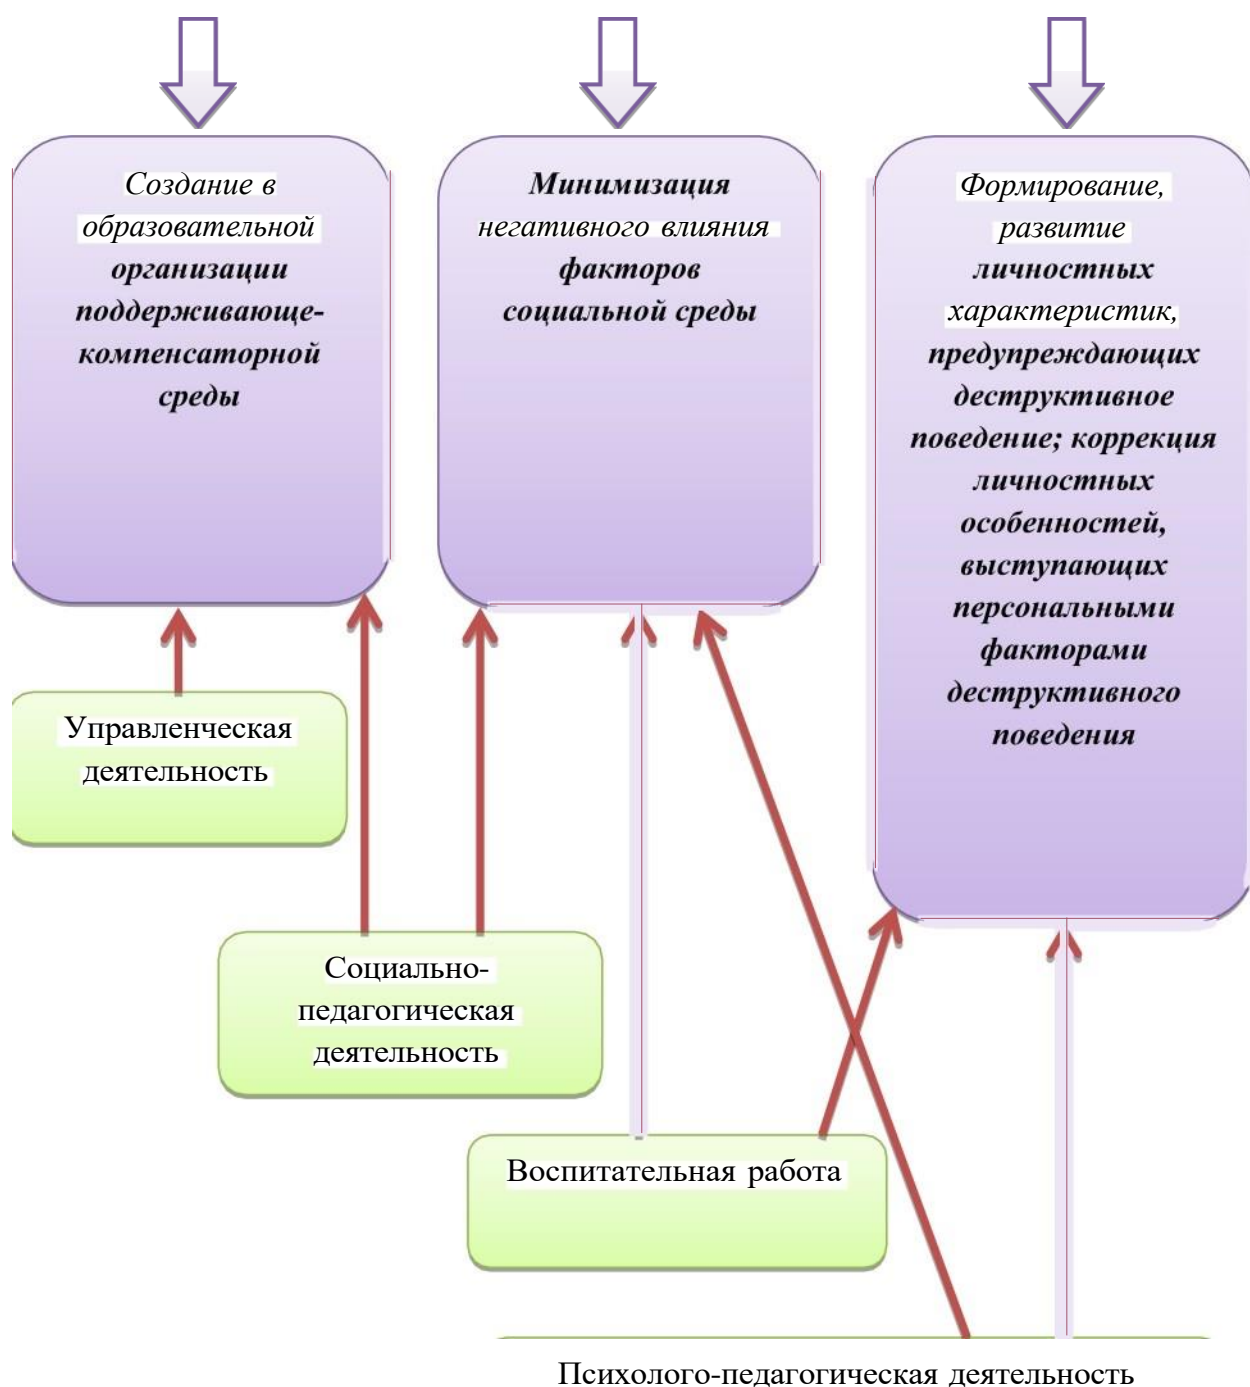 Создание в
образовательной
организации
поддерживающе-
компенсаторной
среды
Минимизация
негативного влияния
факторов
социальной среды
Формирование,
развитие
личностных
характеристик,
предупреждающих
деструктивное
поведение; коррекция
личностных
особенностей,
выступающих
персональными
факторами
деструктивного
поведения
Управленческая
деятельность
Социально-
педагогическая
деятельность
Воспитательная работа
Психолого-педагогическая деятельность